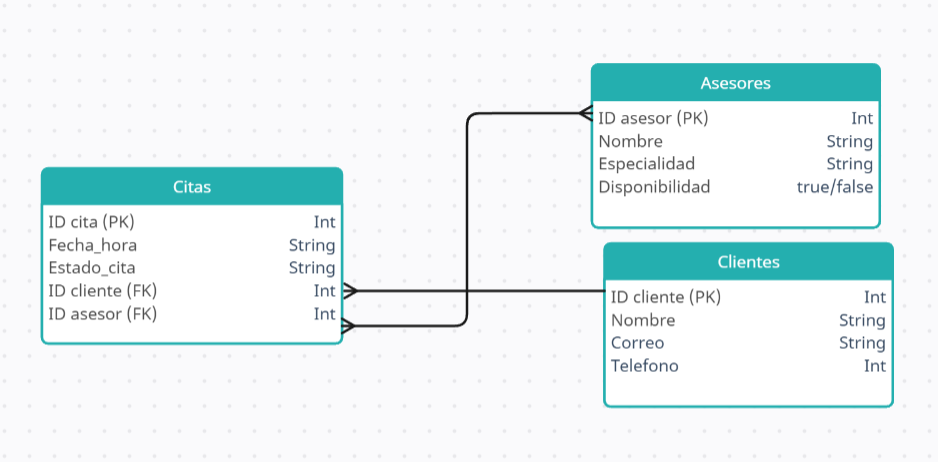 Asesores
ID asesor (PK) Int
Nombre String
Especialidad String
Disponibilidad true/false
Citas
ID cita (PK) Int
Fecha_hora String
Estado_cita String
ID cliente (FK) Int
ID asesor (FK) Int
Clientes
ID cliente (PK) Int
Nombre String
Correo String
Telefono Int